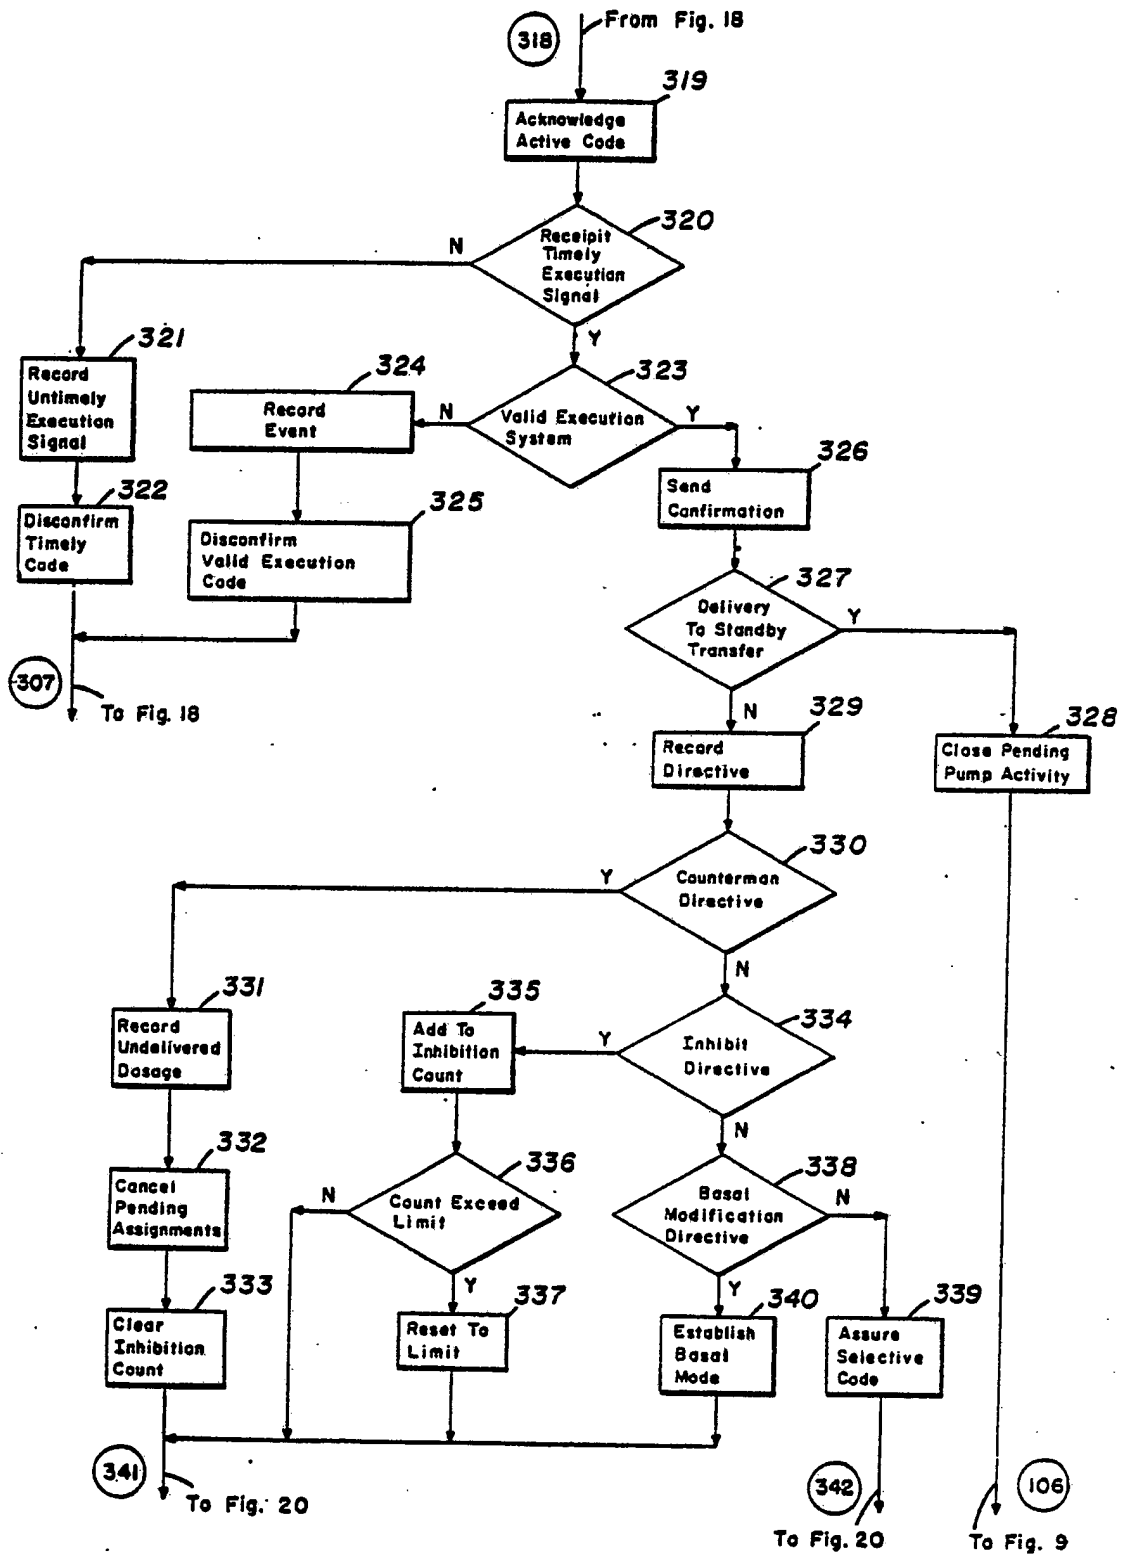 318
From Fig. 18
319
Acknowledge
Active Code
320
Receipit
Timely
Execution
Signal
N
Y
321
Record
Untimely
Execution
Signal
324
Record
Event
N
323
Valid Execution
System
Y
326
Send
Confirmation
322
Disconfirm
Timely
Code
325
Disconfirm
Valid Execution
Code
327
Delivery
To Standby
Transfer
Y
N
307
To Fig. 18
329
Record
Directive
328
Close Pending
Pump Activity
330
Counterman
Directive
Y
N
331
Record
Undelivered
Dosage
335
Add To
Inhibition
Count
Y
334
Inhibit
Directive
N
332
Cancel
Pending
Assignments
336
Count Exceed
Limit
N
Y
338
Basal
Modification
Directive
N
Y
333
Clear
Inhibition
Count
337
Reset To
Limit
340
Establish
Basal
Mode
339
Assure
Selective
Code
341
To Fig. 20
342
To Fig. 20
106
To Fig. 9